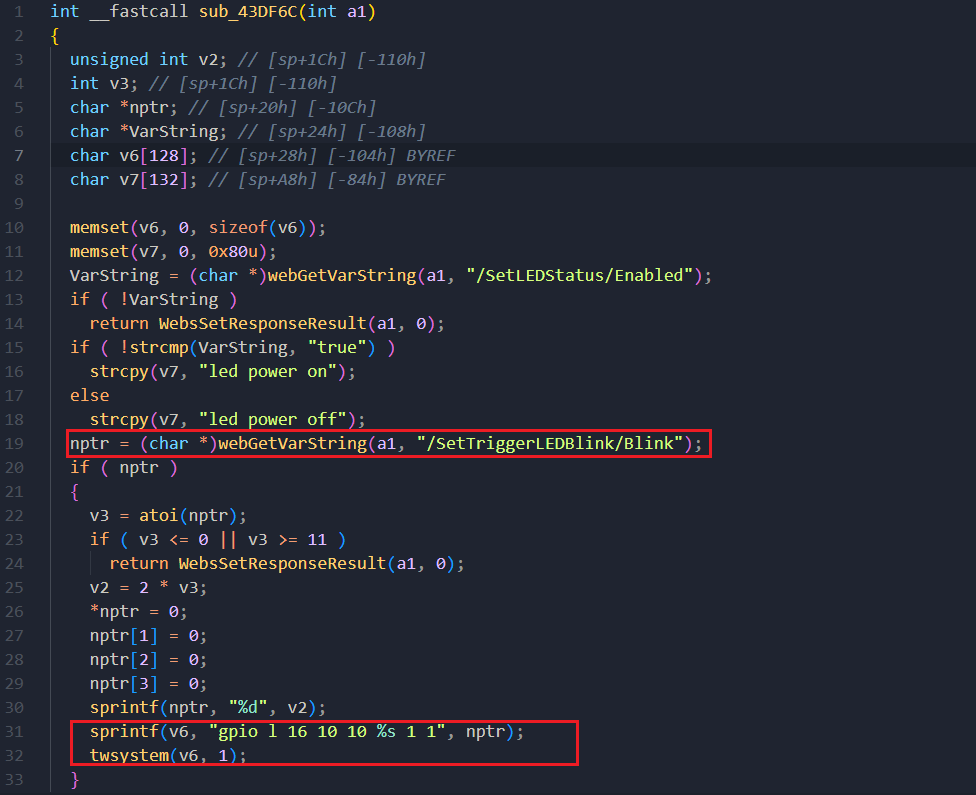 1 int __fastcall sub_43DF6C(int a1)
2 {
3 unsigned int v2; // [sp+1Ch] [-110h]
4 int v3; // [sp+1Ch] [-110h]
5 char *nptr; // [sp+20h] [-10Ch]
6 char *VarString; // [sp+24h] [-108h]
7 char v6[128]; // [sp+28h] [-104h] BYREF
8 char v7[132]; // [sp+A8h] [-84h] BYREF
9
10 memset(v6, 0, sizeof(v6));
11 memset(v7, 0, 0x80u);
12 VarString = (char *)webGetVarString(a1, "/SetLEDStatus/Enabled");
13 if ( !VarString )
14 return WebsSetResponseResult(a1, 0);
15 if ( !strcmp(VarString, "true") )
16 strcpy(v7, "led power on");
17 else
18 strcpy(v7, "led power off");
19 nptr = (char *)webGetVarString(a1, "/SetTriggerLEDBlink/Blink");
20 if ( nptr )
21 {
22 v3 = atoi(nptr);
23 if ( v3 <= 0 || v3 >= 11 )
24 return WebsSetResponseResult(a1, 0);
25 v2 = 2 * v3;
26 *nptr = 0;
27 nptr[1] = 0;
28 nptr[2] = 0;
29 nptr[3] = 0;
30 sprintf(nptr, "%d", v2);
31 sprintf(v6, "gpio l 16 10 10 %s 1 1", nptr);
32 twsystem(v6, 1);
33 }